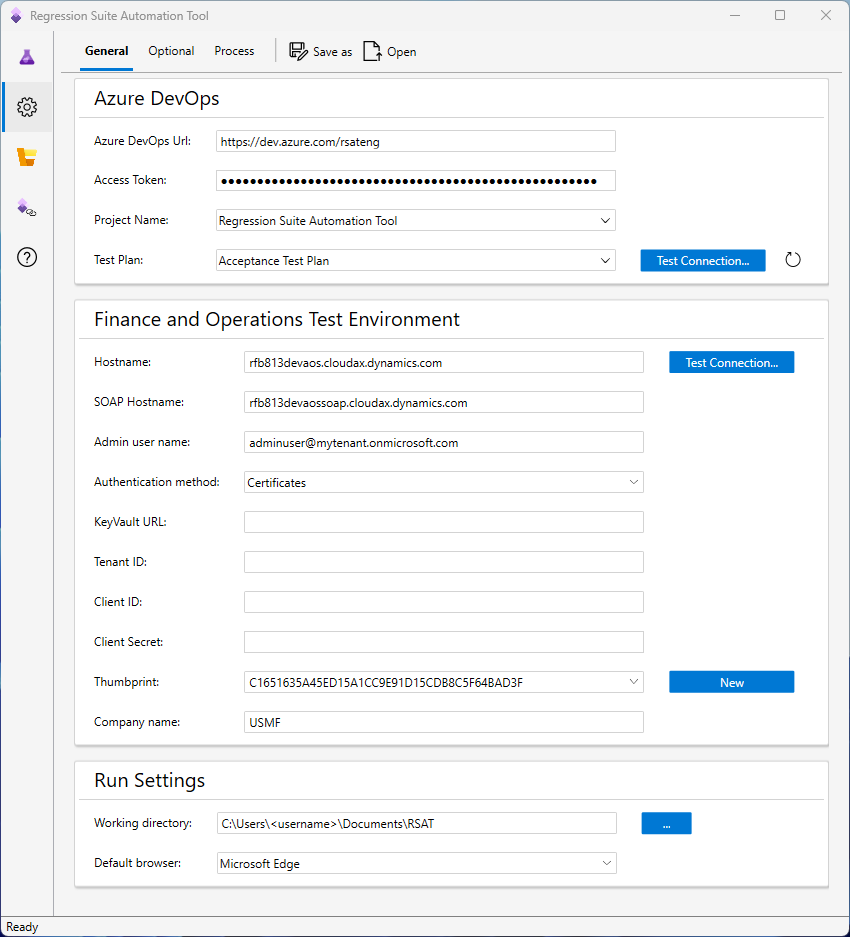 Regression Suite Automation Tool
General Optional Process Save as Open
Azure DevOps
Azure DevOps Url: https://dev.azure.com/rsateng
Access Token: ●●●●●●●●●●●●●●●●●●●●●●●●●●●●●●●●●●●●●●●●●●●●●●●●●●●●
Project Name: Regression Suite Automation Tool
Test Plan: Acceptance Test Plan Test Connection...
Finance and Operations Test Environment
Hostname: rfb813devaos.cloudax.dynamics.com Test Connection...
SOAP Hostname: rfb813devaossoap.cloudax.dynamics.com
Admin user name: adminuser@mytenant.onmicrosoft.com
Authentication method: Certificates
KeyVault URL:
Tenant ID:
Client ID:
Client Secret:
Thumbprint: C1651635A45ED15A1CC9E91D15CDB8C5F64BAD3F New
Company name: USMF
Run Settings
Working directory: C:\Users\<username>\Documents\RSAT ...
Default browser: Microsoft Edge
Ready